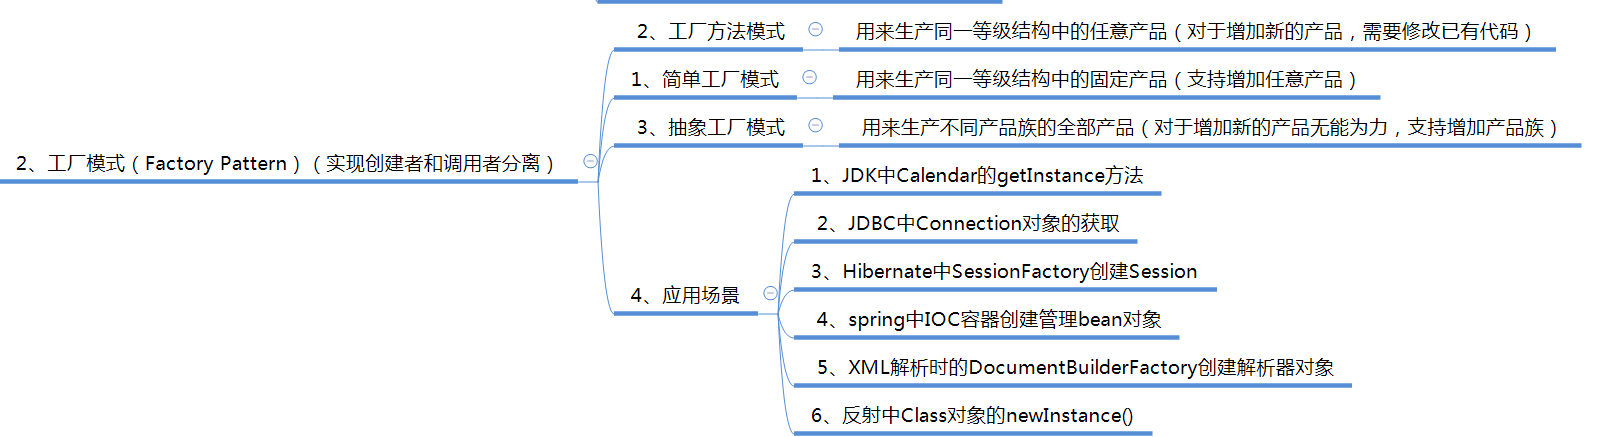 2、工厂方法模式
用来生产同一等级结构中的任意产品（对于增加新的产品，需要修改已有代码）
1、简单工厂模式
用来生产同一等级结构中的固定产品（支持增加任意产品）
3、抽象工厂模式
用来生产不同产品族的全部产品（对于增加新的产品无能为力，支持增加产品族）
2、工厂模式（Factory Pattern）（实现创建者和调用者分离）
4、应用场景
1、JDK中Calendar的getInstance方法
2、JDBC中Connection对象的获取
3、Hibernate中SessionFactory创建Session
4、spring中IOC容器创建管理bean对象
5、XML解析时的DocumentBuilderFactory创建解析器对象
6、反射中Class对象的newInstance()